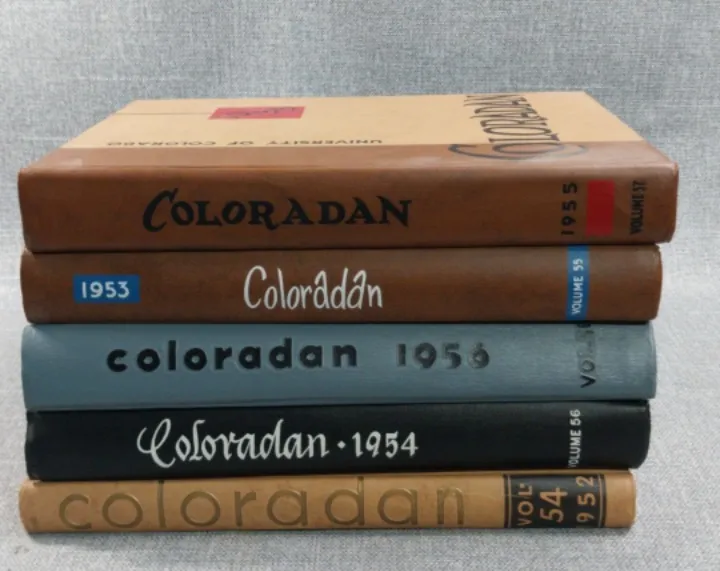 COLORADAN
UNIVERSITY OF COLORADO
COLORADAN 1955 VOLUME 57
1953 Coloradan VOLUME 55
coloradan 1956
Coloradan · 1954 VOLUME 56
coloradan VOL. 54 1952